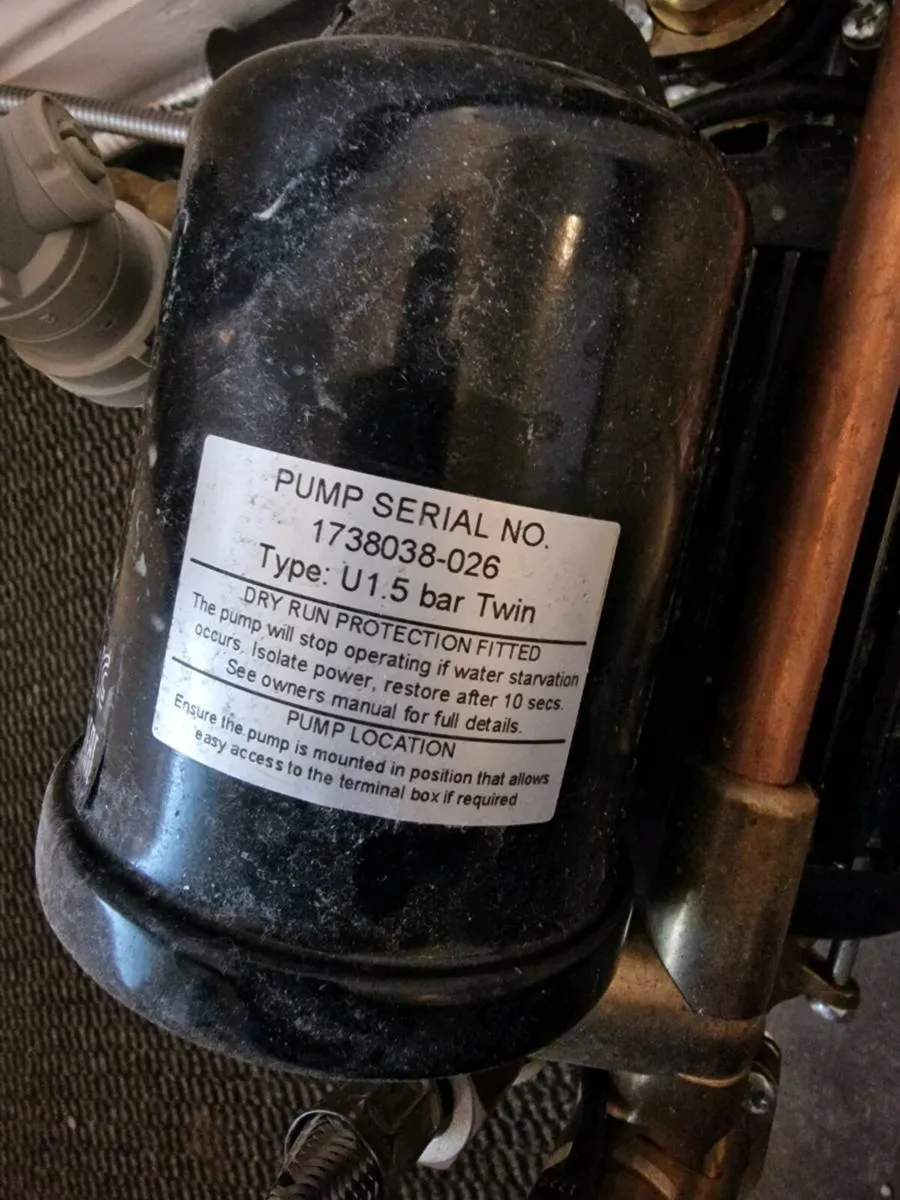 PUMP SERIAL NO.
1738038-026
Type: U1.5 bar Twin
DRY RUN PROTECTION FITTED
The pump will stop operating if water starvation
occurs. Isolate power, restore after 10 secs.
See owners manual for full details.
PUMP LOCATION
Ensure the pump is mounted in position that allows
easy access to the terminal box if required